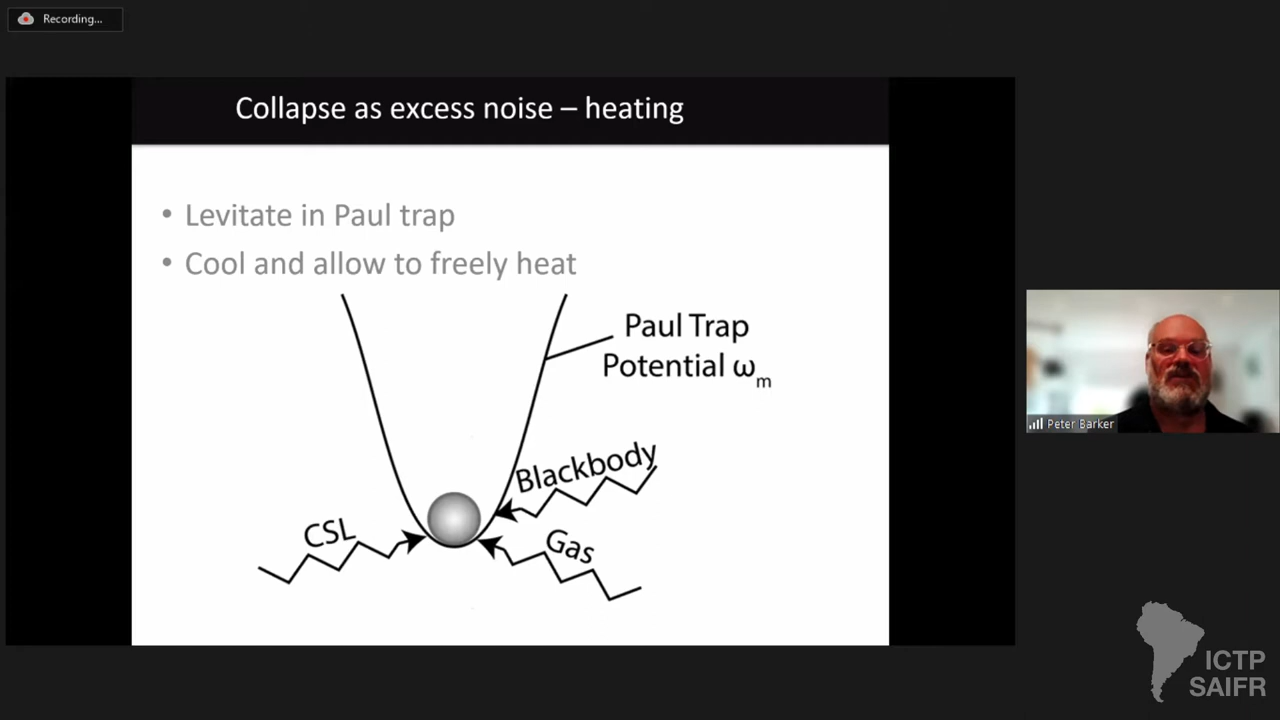 Recording...
Collapse as excess noise – heating
• Levitate in Paul trap
• Cool and allow to freely heat
Paul Trap
Potential ωm
Blackbody
CSL
Gas
Peter Barker
ICTP
SAIFR